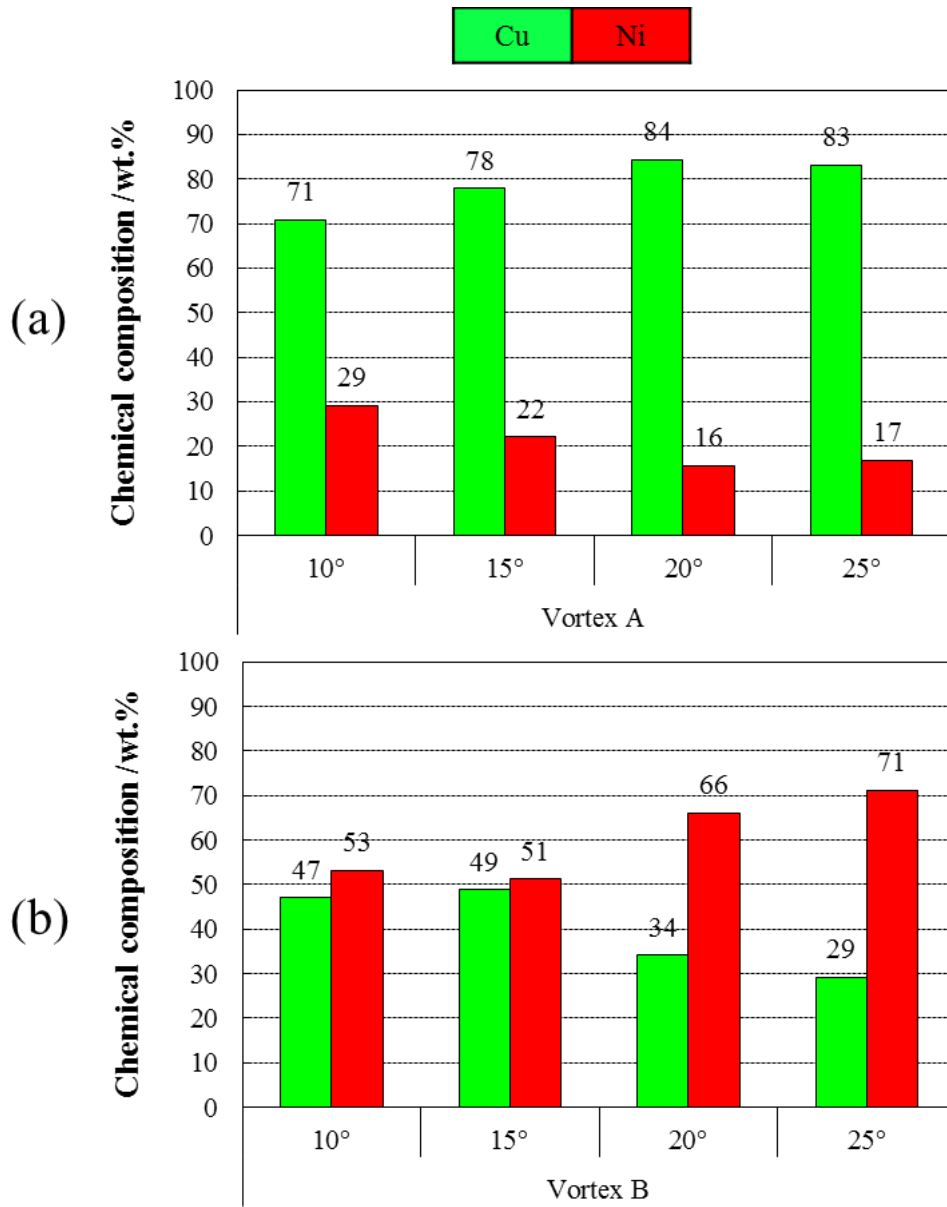 Cu Ni
(a)
Chemical composition /wt.%
100
90
80
70
60
50
40
30
20
10
0
71 29 78 22 84 16 83 17
10° 15° 20° 25°
Vortex A
(b)
Chemical composition /wt.%
100
90
80
70
60
50
40
30
20
10
0
47 53 49 51 34 66 29 71
10° 15° 20° 25°
Vortex B